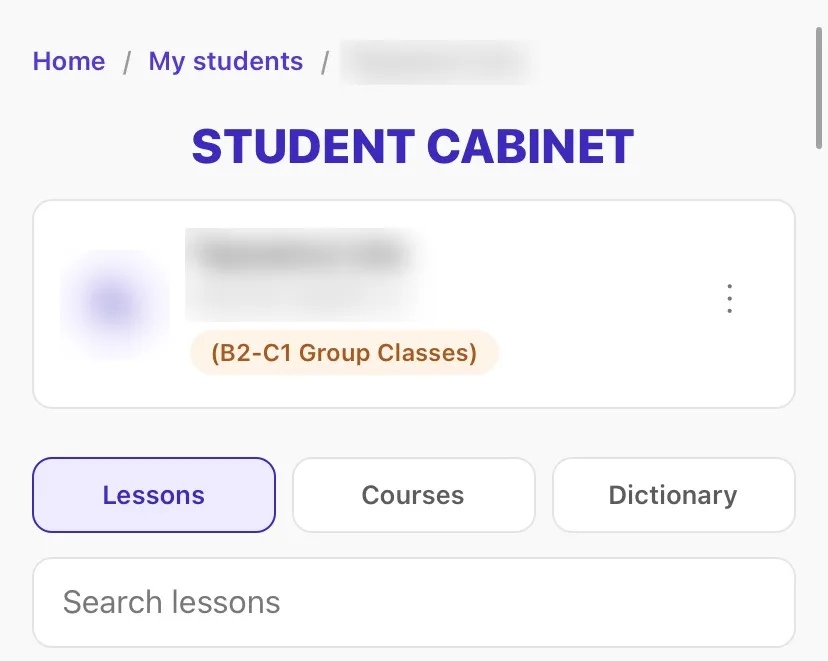 Home / My students /
STUDENT CABINET
(B2-C1 Group Classes)
Lessons
Courses
Dictionary
Search lessons